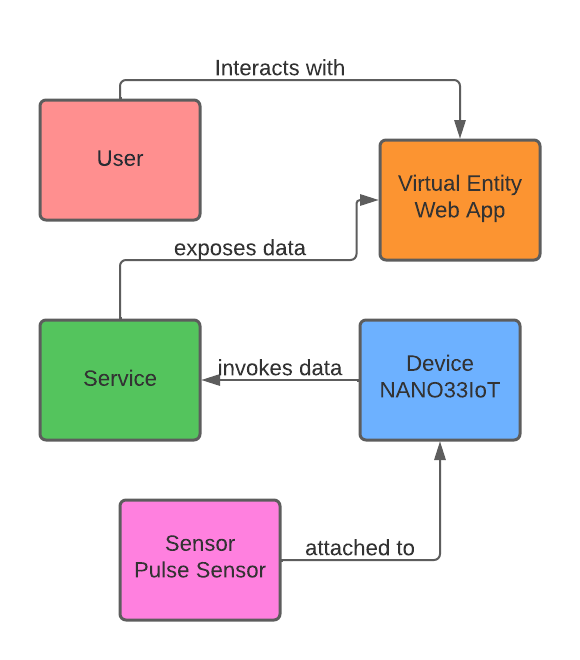 Interacts with
User
Virtual Entity
Web App
exposes data
Service
invokes data
Device
NANO33IoT
Sensor
Pulse Sensor
attached to